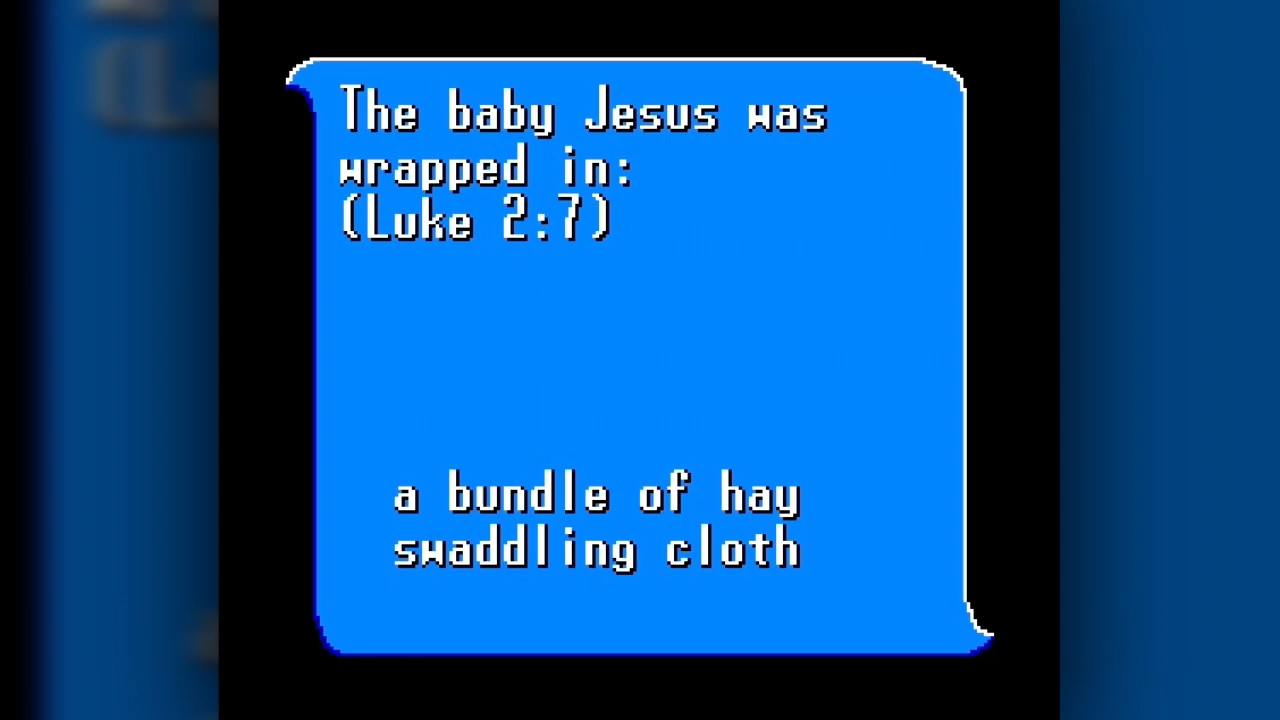 The baby Jesus was
wrapped in:
(Luke 2:7)
a bundle of hay
swaddling cloth